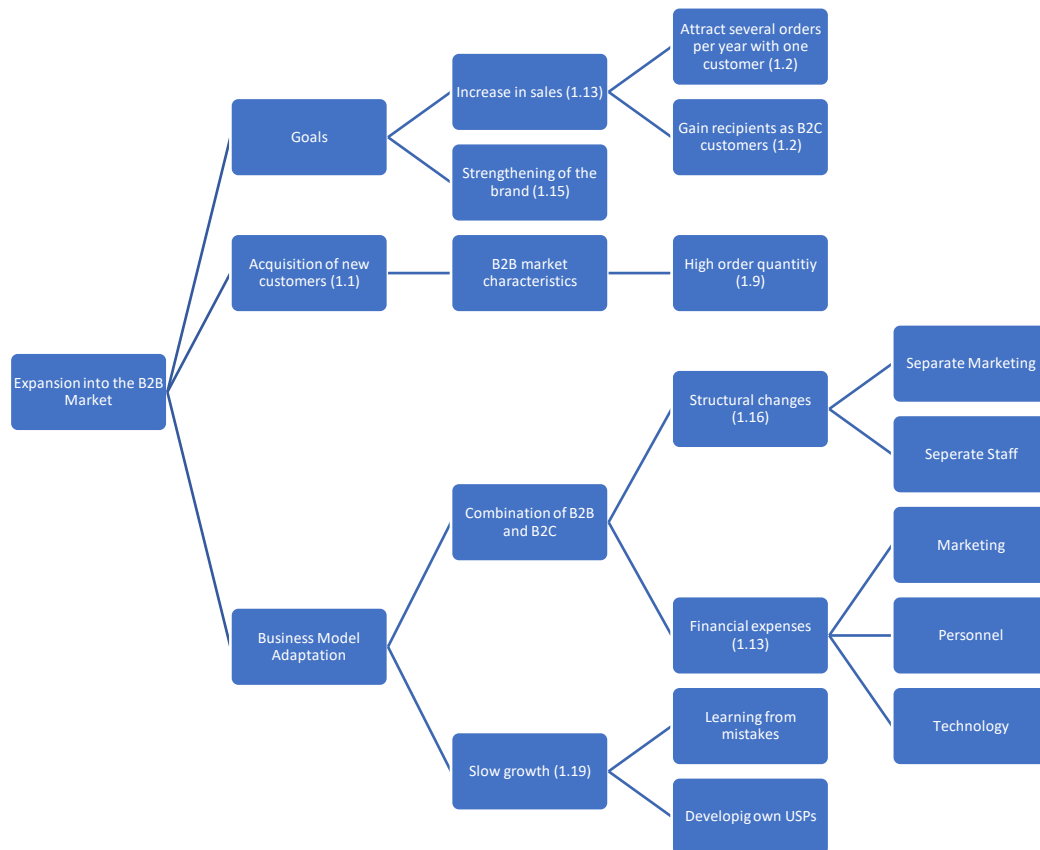 Expansion into the B2B
Market
Goals
Increase in sales (1.13)
Attract several orders
per year with one
customer (1.2)
Gain recipients as B2C
customers (1.2)
Strengthening of the
brand (1.15)
Acquisition of new
customers (1.1)
B2B market
characteristics
High order quantitiy
(1.9)
Business Model
Adaptation
Combination of B2B
and B2C
Structural changes
(1.16)
Separate Marketing
Seperate Staff
Financial expenses
(1.13)
Marketing
Personnel
Technology
Slow growth (1.19)
Learning from
mistakes
Developig own USPs